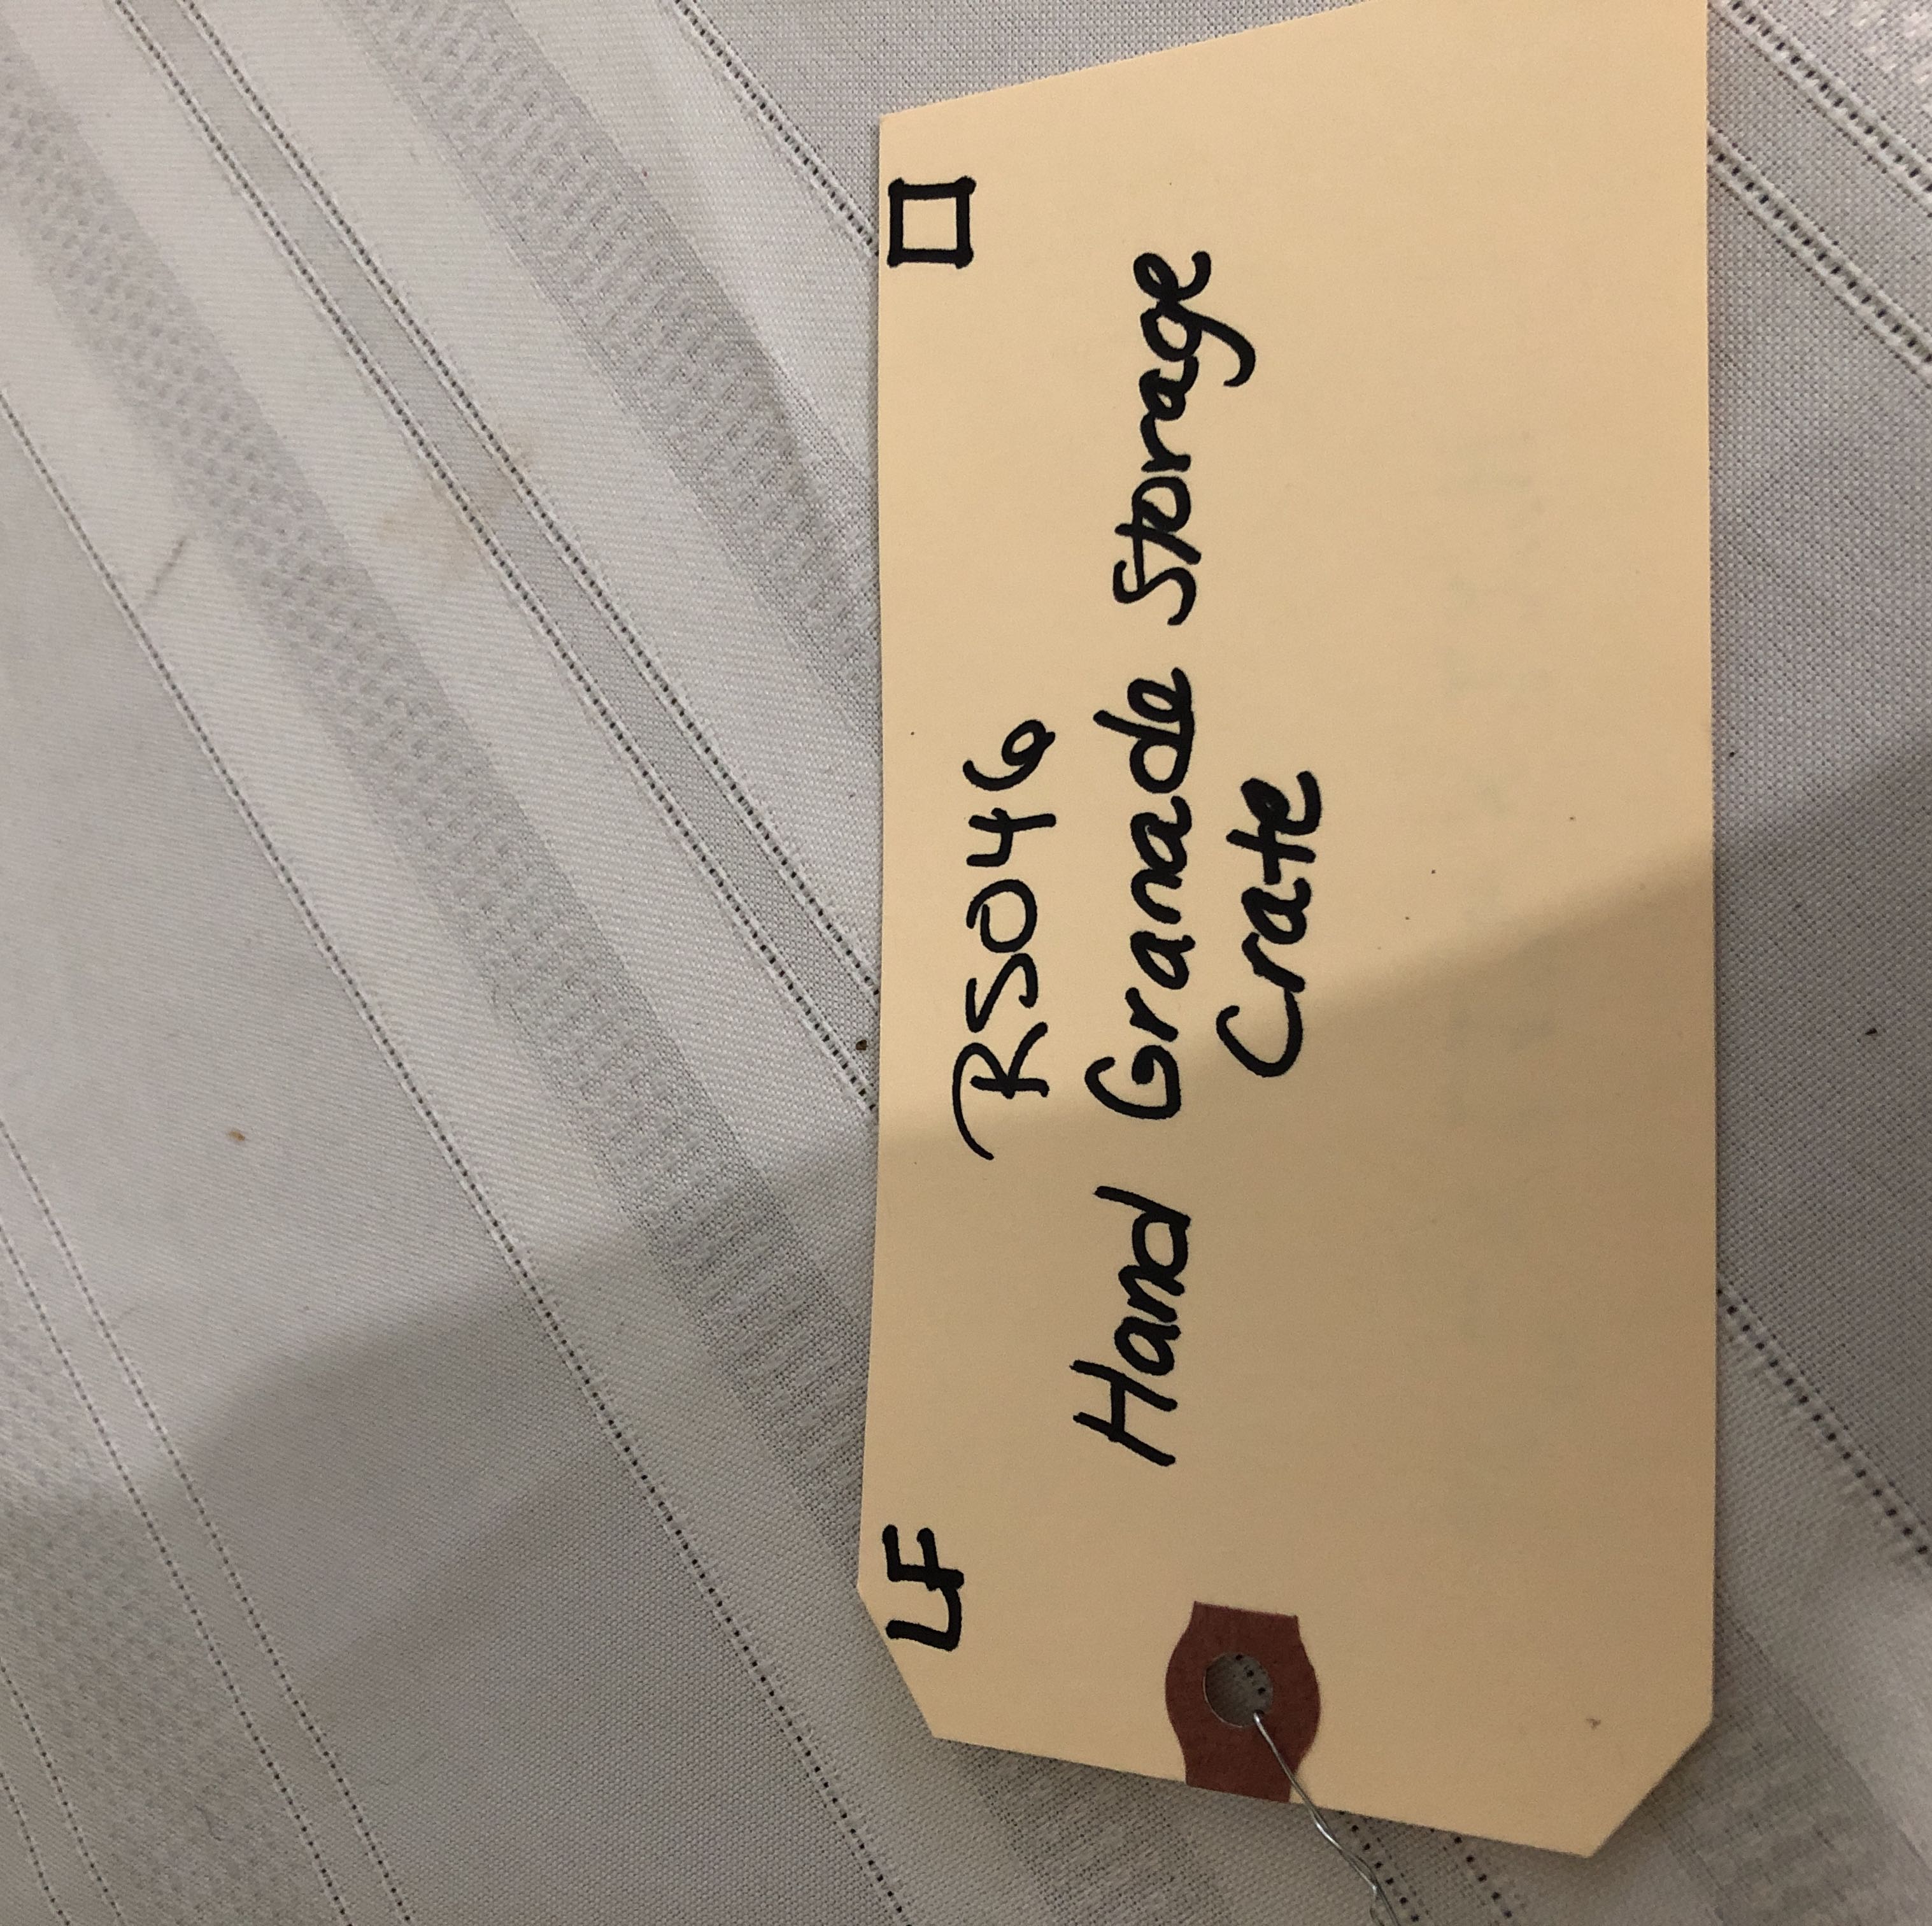 LF
RS046
Hand Granade Storage
Crate